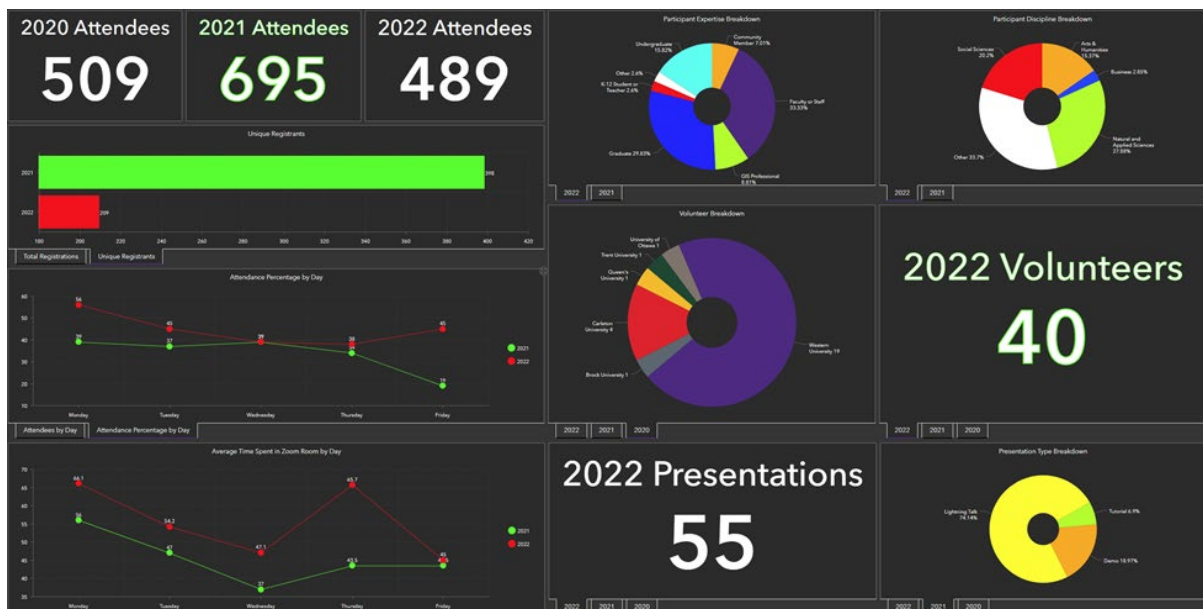 2020 Attendees
509
2021 Attendees
695
2022 Attendees
489
Unique Registrants
2021
398
2022
209
180 200 220 240 260 280 300 320 340 360 380 400 420
Total Registrations
Unique Registrants
Attendance Percentage by Day
60
50
40
30
20
10
56
45
39
38
45
39
37
34
19
Monday Tuesday Wednesday Thursday Friday
2021
2022
Attendees by Day
Attendance Percentage by Day
Average Time Spent in Zoom Room by Day
70
65
60
55
50
45
40
35
66.1
54.2
47.1
65.7
45
56
47
37
43.5
Monday Tuesday Wednesday Thursday Friday
2021
2022
Participant Expertise Breakdown
Community
Member 7.01%
Undergraduate
15.82%
Other 2.6%
K-12 Student or
Teacher 2.6%
Faculty or Staff
33.33%
Graduate 29.83%
GIS Professional
8.81%
2022
2021
Participant Discipline Breakdown
Social Sciences
20.2%
Arts &
Humanities
15.37%
Business 2.85%
Other 33.7%
Natural and
Applied Sciences
27.88%
2022
2021
Volunteer Breakdown
University of
Ottawa 1
Trent University 1
Queen's
University 1
Carleton
University 4
Brock University 1
Western
University 19
2022
2021
2020
2022 Volunteers
40
2022
2021
2020
2022 Presentations
55
2022
2021
2020
Presentation Type Breakdown
Lightning Talk
74.14%
Tutorial 6.9%
Demo 18.97%
2022
2021
2020